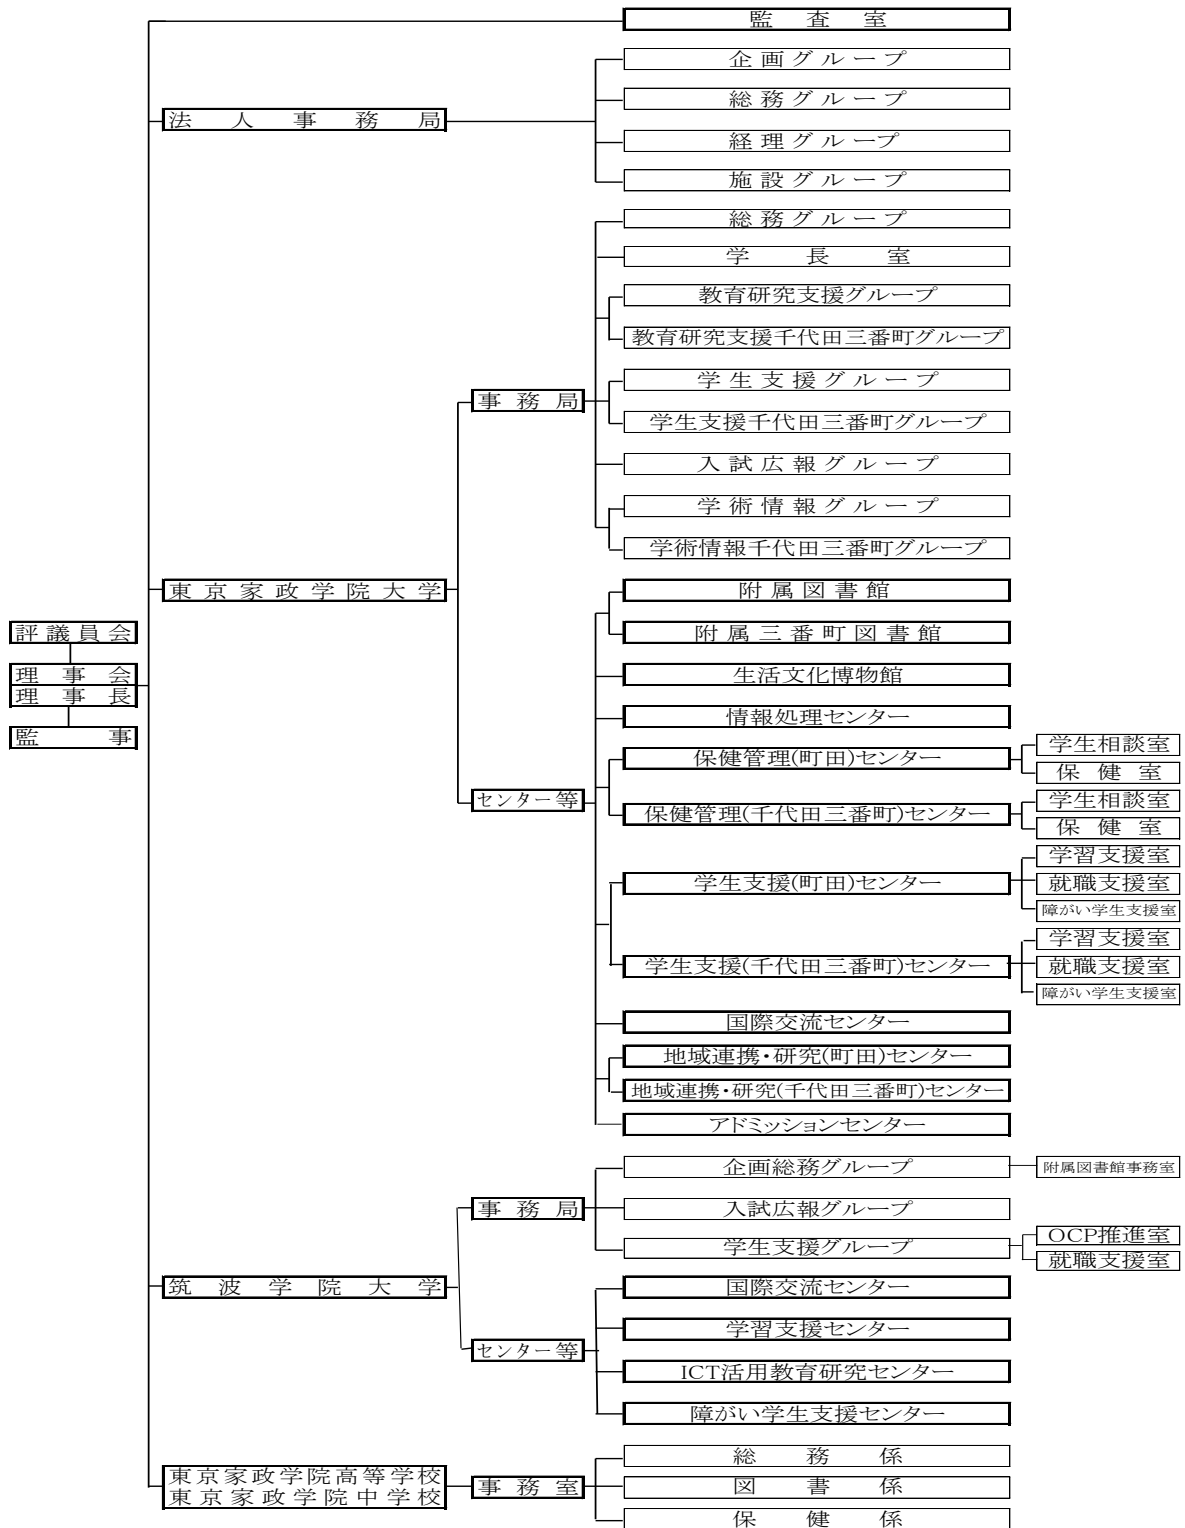 監査室
企画グループ
総務グループ
法人事務局
経理グループ
施設グループ
総務グループ
学長室
教育研究支援グループ
教育研究支援千代田三番町グループ
学生支援グループ
事務局
学生支援千代田三番町グループ
入試広報グループ
学術情報グループ
学術情報千代田三番町グループ
東京家政学院大学
附属図書館
評議員会
附属三番町図書館
理事会
理事長
生活文化博物館
監事
情報処理センター
保健管理(町田)センター
学生相談室
保健室
センター等
保健管理(千代田三番町)センター
学生相談室
保健室
学生支援(町田)センター
学習支援室
就職支援室
障がい学生支援室
学生支援(千代田三番町)センター
学習支援室
就職支援室
障がい学生支援室
国際交流センター
地域連携・研究(町田)センター
地域連携・研究(千代田三番町)センター
アドミッションセンター
企画総務グループ
附属図書館事務室
事務局
入試広報グループ
学生支援グループ
OCP推進室
就職支援室
筑波学院大学
国際交流センター
学習支援センター
センター等
ICT活用教育研究センター
障がい学生支援センター
東京家政学院高等学校
東京家政学院中学校
事務室
総務係
図書係
保健係